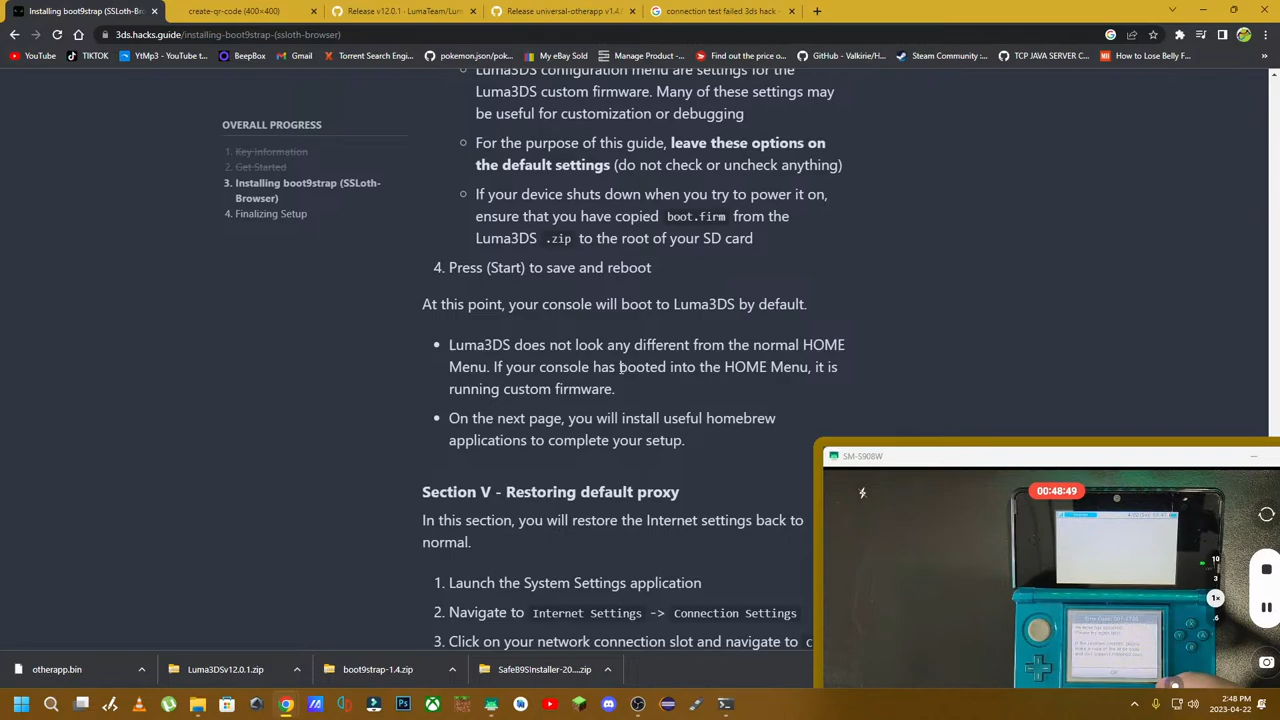 Installing boot9strap (SSLoth-B
create-qr-code (400×400)
Release v12.0.1 · LumaTeam/Lum
Release universal-otherapp v1.4.
connection test failed 3ds hack -
3ds.hacks.guide/installing-boot9strap-(ssloth-browser)
YouTube
TIKTOK
YtMp3 - YouTube t...
BeepBox
Gmail
Torrent Search Engi...
pokemon.json/pok...
My eBay Sold
Manage Product -...
Find out the price o...
GitHub - Valkirie/H...
Steam Community :...
TCP JAVA SERVER C...
How to Lose Belly F...
»
OVERALL PROGRESS
1. Key Information
2. Get Started
3. Installing boot9strap (SSLoth-
Browser)
4. Finalizing Setup
Luma3DS configuration menu are settings for the
Luma3DS custom firmware. Many of these settings may
be useful for customization or debugging
For the purpose of this guide, leave these options on
the default settings (do not check or uncheck anything)
If your device shuts down when you try to power it on,
ensure that you have copied boot.firm from the
Luma3DS .zip to the root of your SD card
4. Press (Start) to save and reboot
At this point, your console will boot to Luma3DS by default.
Luma3DS does not look any different from the normal HOME
Menu. If your console has booted into the HOME Menu, it is
running custom firmware.
On the next page, you will install useful homebrew
applications to complete your setup.
Section V - Restoring default proxy
In this section, you will restore the Internet settings back to
normal.
1. Launch the System Settings application
2. Navigate to Internet Settings -> Connection Settings
3. Click on your network connection slot and navigate to c
SM-S908W
00:48:49
10
3
1×
.6
OK
otherapp.bin
Luma3DSv12.0.1.zip
boot9strap-1.4.zip
SafeB9SInstaller-20....zip
2:48 PM
2023-04-22